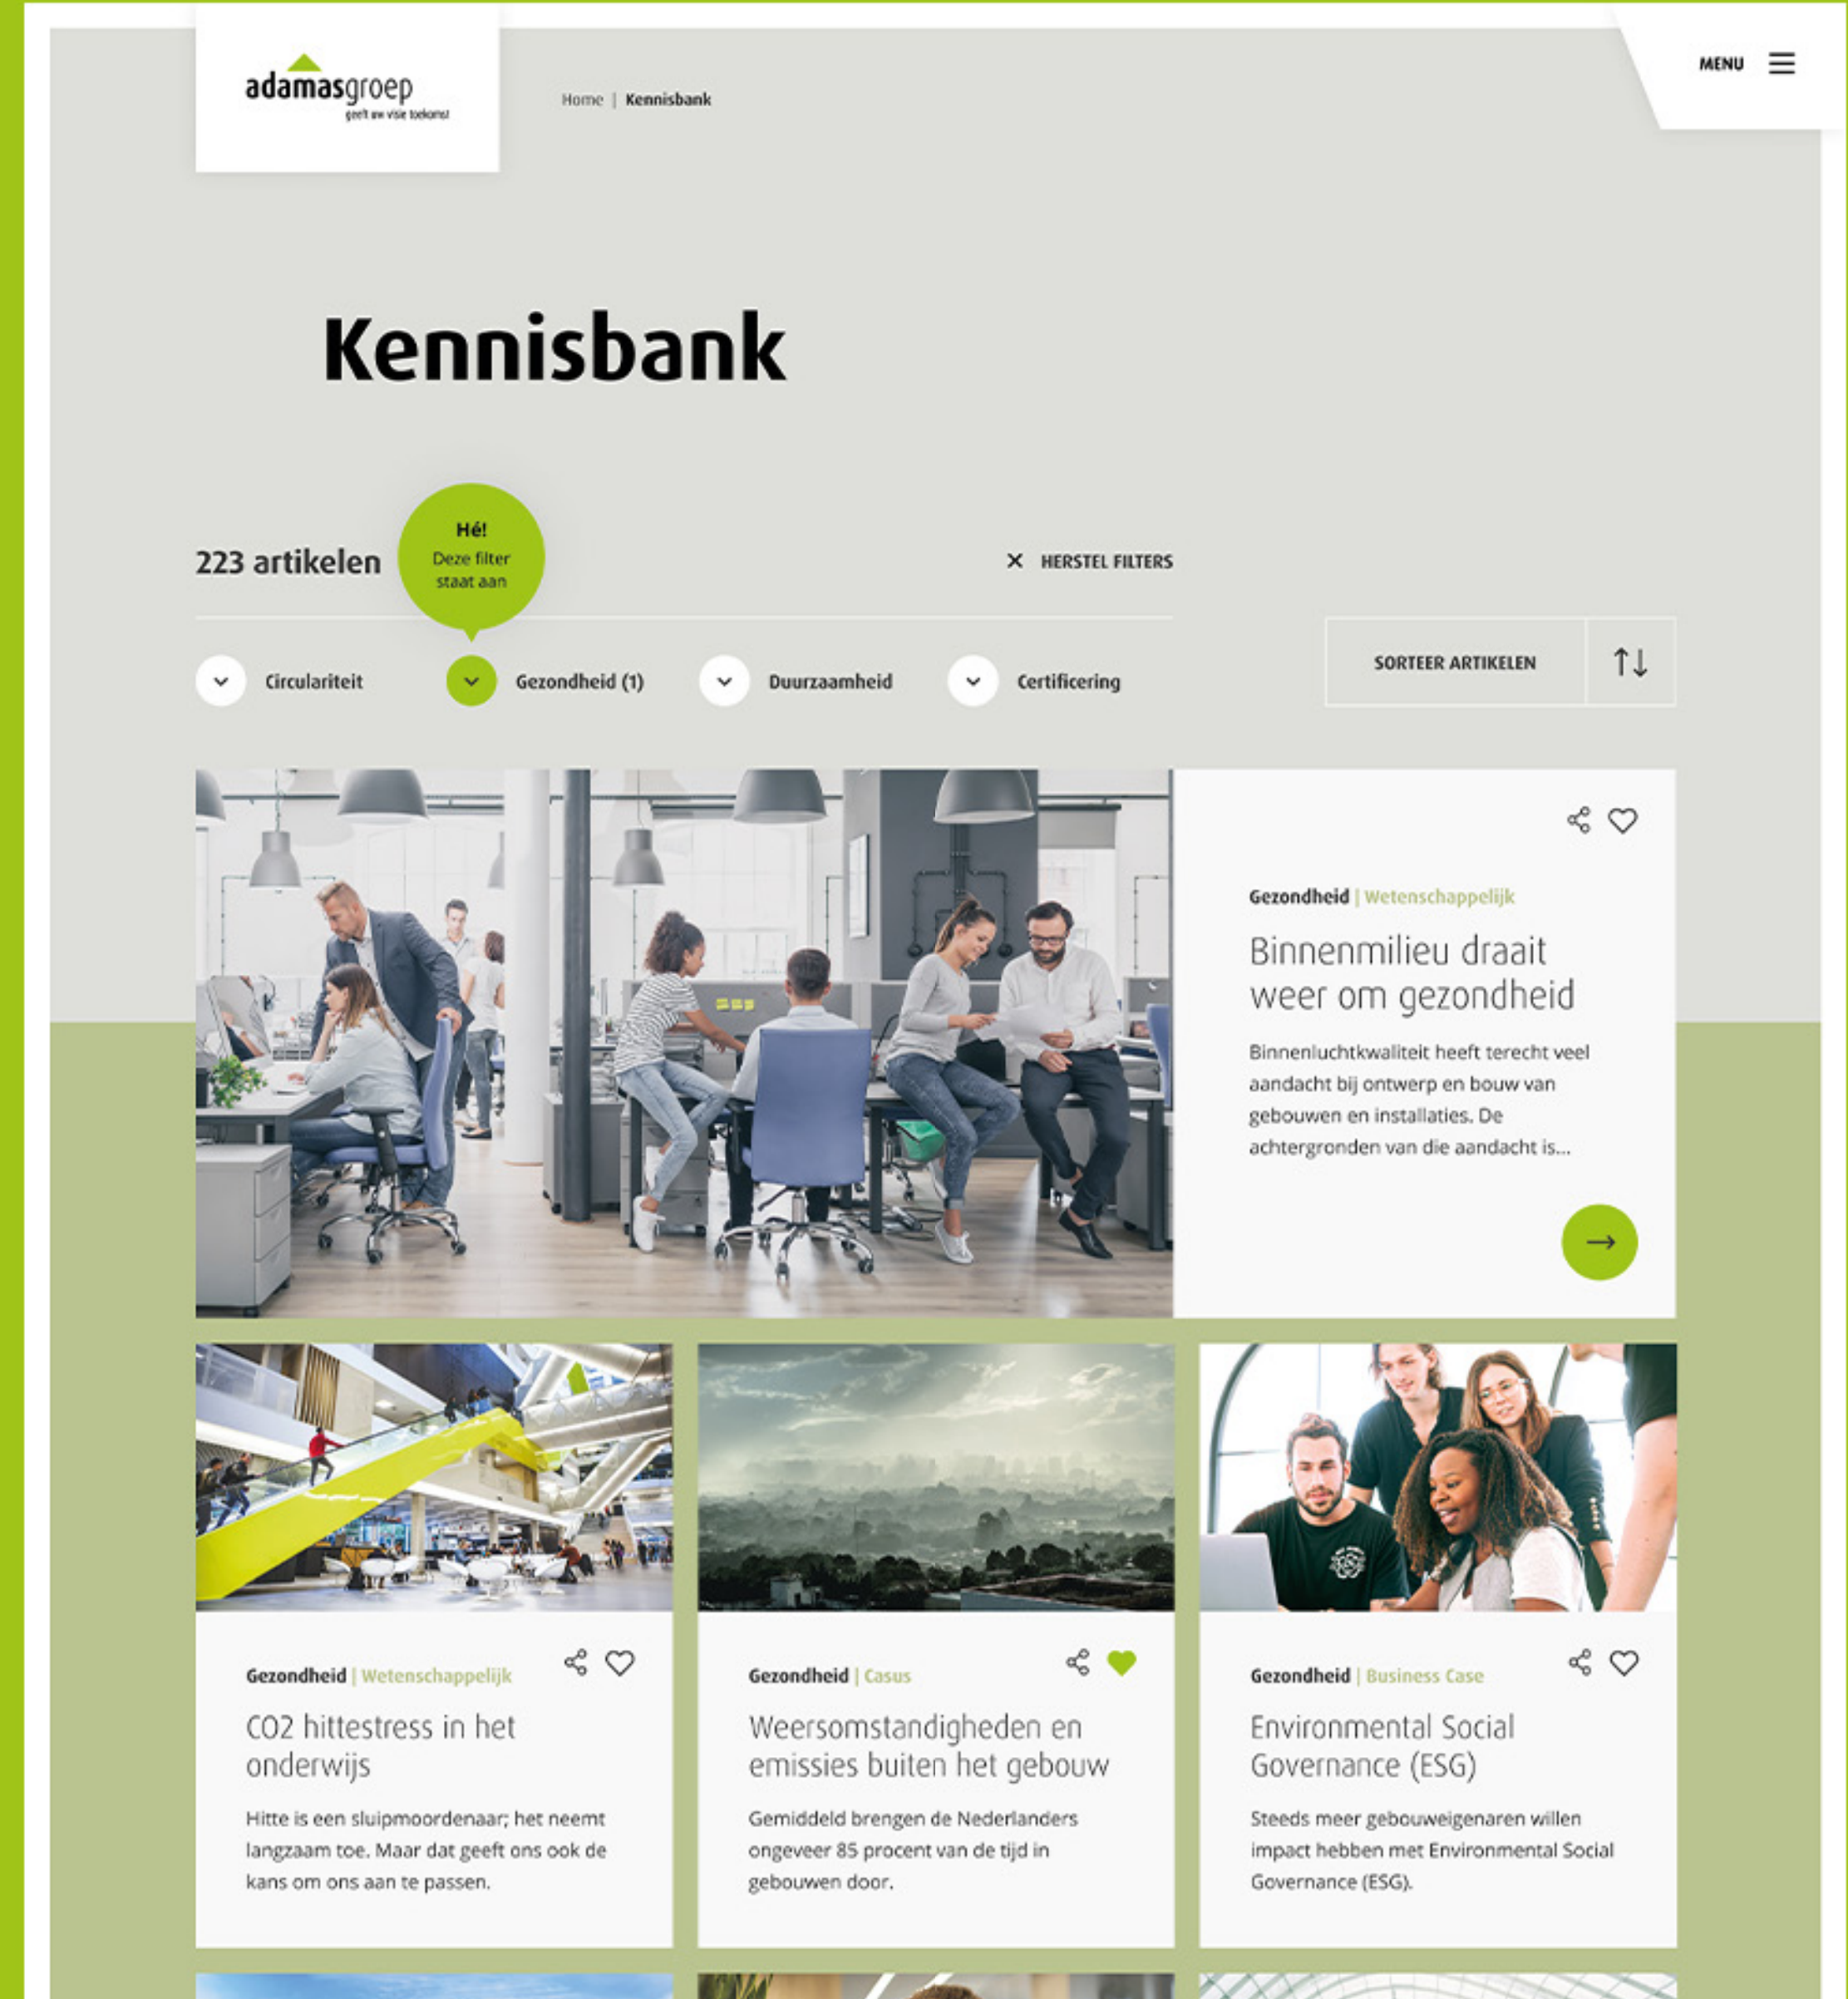 adamasgroep
geeft uw visie toekomst
Home | Kennisbank
MENU
Kennisbank
Hé!
Deze filter
staat aan
223 artikelen
HERSTEL FILTERS
Circulariteit
Gezondheid (1)
Duurzaamheid
Certificering
SORTEER ARTIKELEN
Gezondheid | Wetenschappelijk
Binnenmilieu draait
weer om gezondheid
Binnenluchtkwaliteit heeft terecht veel
aandacht bij ontwerp en bouw van
gebouwen en installaties. De
achtergronden van die aandacht is...
Gezondheid | Wetenschappelijk
CO2 hittestress in het
onderwijs
Hitte is een sluipmoordenaar; het neemt
langzaam toe. Maar dat geeft ons ook de
kans om ons aan te passen.
Gezondheid | Casus
Weersomstandigheden en
emissies buiten het gebouw
Gemiddeld brengen de Nederlanders
ongeveer 85 procent van de tijd in
gebouwen door.
Gezondheid | Business Case
Environmental Social
Governance (ESG)
Steeds meer gebouweigenaren willen
impact hebben met Environmental Social
Governance (ESG).